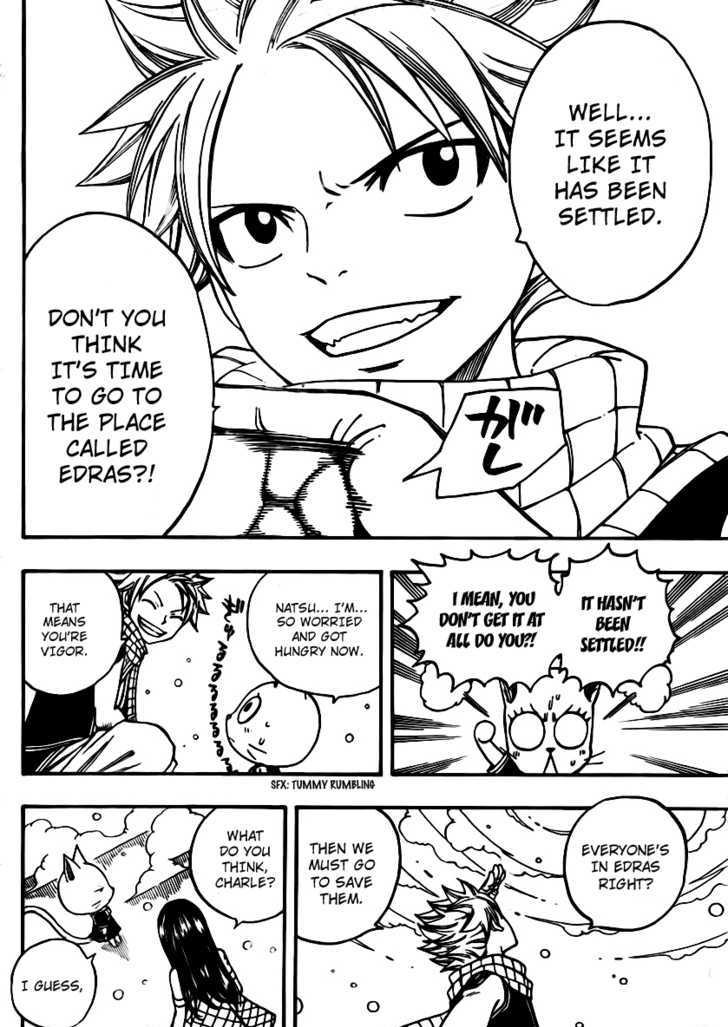 WELL...
IT SEEMS
LIKE IT
HAS BEEN
SETTLED.
がし
DON'T YOU
THINK
IT'S TIME
TO GO TO
THE PLACE
CALLED
EDRAS?!
IT HASN'T
BEEN
SETTLED!!
I MEAN, YOU
DON'T GET IT AT
ALL DO YOU?!
NATSU... I'M...
SO WORRIED
AND GOT
HUNGRY NOW.
THAT
MEANS
YOU'RE
VIGOR.
SFX: TUMMY RUMBLING
EVERYONE'S
IN EDRAS
RIGHT?
THEN WE
MUST GO
TO SAVE
THEM.
WHAT
DO YOU
THINK,
CHARLE?
I GUESS,